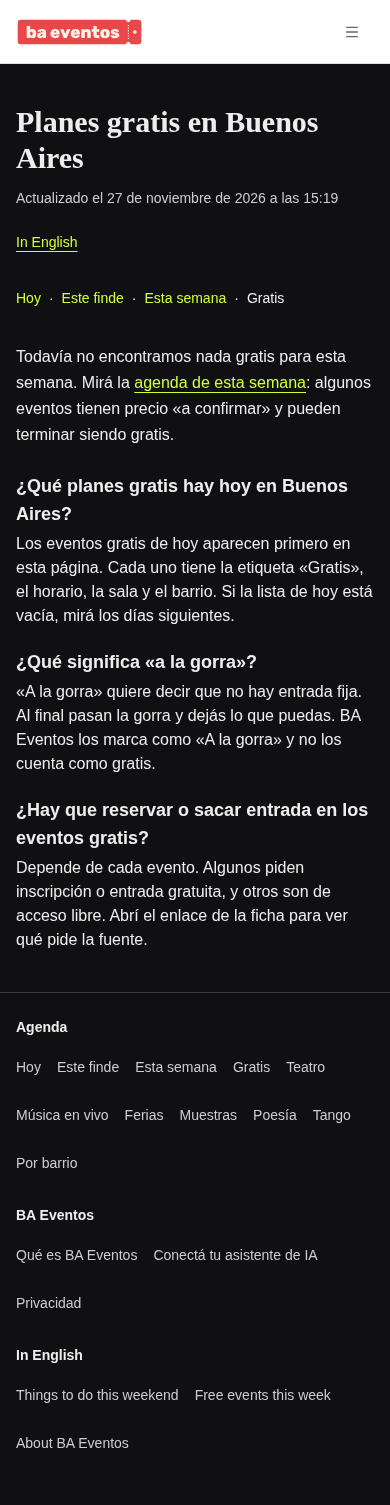 ba eventos
Planes gratis en Buenos
Aires
Actualizado el 27 de noviembre de 2026 a las 15:19
In English
Hoy · Este finde · Esta semana · Gratis
Todavía no encontramos nada gratis para esta
semana. Mirá la agenda de esta semana: algunos
eventos tienen precio «a confirmar» y pueden
terminar siendo gratis.
¿Qué planes gratis hay hoy en Buenos
Aires?
Los eventos gratis de hoy aparecen primero en
esta página. Cada uno tiene la etiqueta «Gratis»,
el horario, la sala y el barrio. Si la lista de hoy está
vacía, mirá los días siguientes.
¿Qué significa «a la gorra»?
«A la gorra» quiere decir que no hay entrada fija.
Al final pasan la gorra y dejás lo que puedas. BA
Eventos los marca como «A la gorra» y no los
cuenta como gratis.
¿Hay que reservar o sacar entrada en los
eventos gratis?
Depende de cada evento. Algunos piden
inscripción o entrada gratuita, y otros son de
acceso libre. Abrí el enlace de la ficha para ver
qué pide la fuente.
Agenda
Hoy Este finde Esta semana Gratis Teatro
Música en vivo Ferias Muestras Poesía Tango
Por barrio
BA Eventos
Qué es BA Eventos Conectá tu asistente de IA
Privacidad
In English
Things to do this weekend Free events this week
About BA Eventos